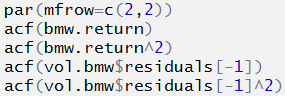 par(mfrow=c(2,2))
acf(bmw.return)
acf(bmw.return^2)
acf(vol.bmw$residuals[-1])
acf(vol.bmw$residuals[-1]^2)